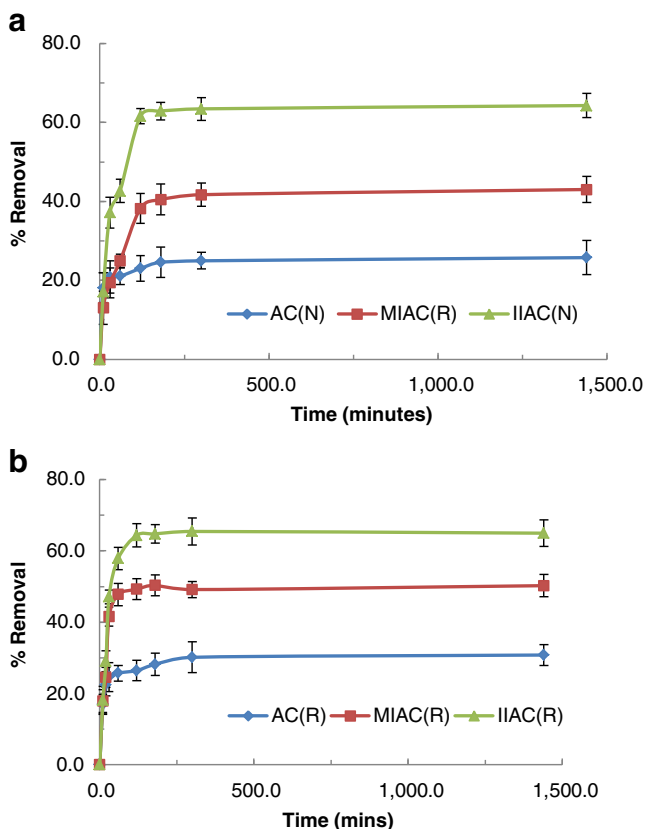 a
80.0
60.0
40.0
20.0
0.0
% Removal
AC(N) MIAC(R) IIAC(N)
0.0 500.0 1,000.0 1,500.0
Time (minutes)
b
80.0
60.0
40.0
20.0
0.0
% Removal
AC(R) MIAC(R) IIAC(R)
0.0 500.0 1,000.0 1,500.0
Time (mins)